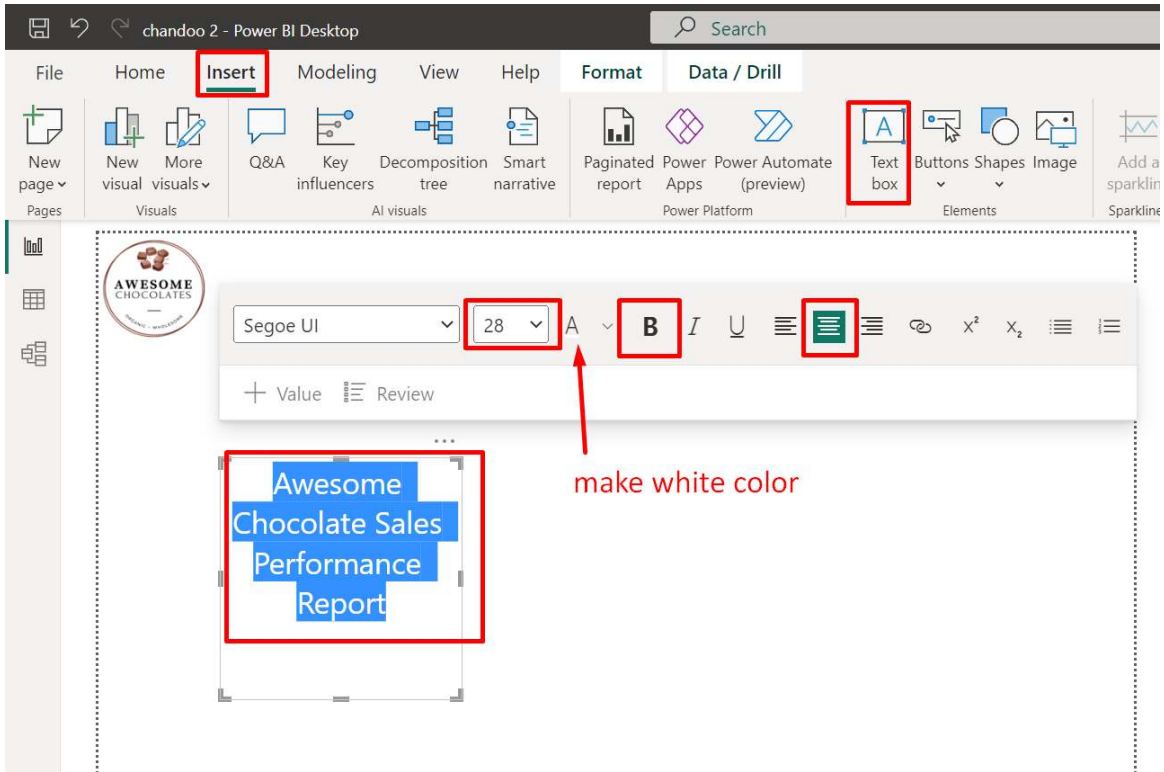 chandoo 2 - Power BI Desktop
Search
File Home Insert Modeling View Help Format Data / Drill
New page
New visual
More visuals
Q&A
Key influencers
Decomposition tree
Smart narrative
Paginated report
Power Apps
Power Automate (preview)
A
Text box
Buttons
Shapes
Image
Add a
Pages Visuals AI visuals Power Platform Elements
AWESOME
CHOCOLATES
Segoe UI 28 A B I U x² x₂
Value Review
Awesome
Chocolate Sales
Performance
Report
make white color